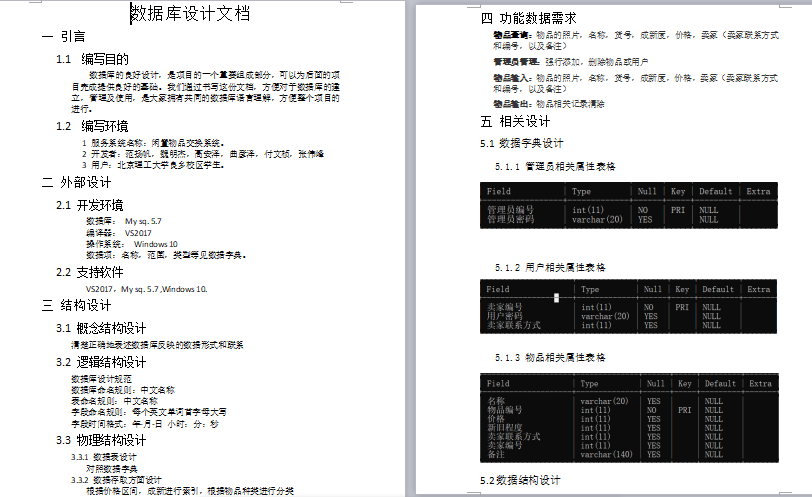 数据库设计文档
一 引言
1.1 编写目的
数据库的良好设计，是项目的一个重要组成部分，可以为后面的项
目完成提供良好的基础。我们通过书写这份文档，方便对于数据库的建
立，管理及使用，是大家拥有共同的数据库语言理解，方便整个项目的
进行。
1.2 编写环境
1 服务系统名称：闲置物品交换系统。
2 开发者：范扬帆，魏明杰，高安洋，曲彦泽，付文桢，张伟峰
3 用户：北京理工大学良乡校区学生。
二 外部设计
2.1 开发环境
数据库： My sq. 5.7
编译器： VS2017
操作系统： Windows 10
数据项：名称，范围，类型等见数据字典。
2.2 支持软件
VS2017，My sq. 5.7 ,Windows 10.
三 结构设计
3.1 概念结构设计
清楚正确地表述数据库反映的数据形式和联系
3.2 逻辑结构设计
数据库设计规范
数据库命名规则：中文名称
表命名规则：中文名称
字段命名规则：每个英文单词首字母大写
字段时间格式：年-月-日 小时：分：秒
3.3 物理结构设计
3.3.1 数据表设计
对照数据字典
3.3.2 数据存取方面设计
根据价格区间，成新进行索引，根据物品种类进行分类
四 功能数据需求
物品查询：物品的照片，名称，货号，成新度，价格，卖家（卖家联系方式
和编号，以及备注）
管理员管理：强行添加，删除物品或用户
物品输入：物品的照片，名称，货号，成新度，价格，卖家（卖家联系方式
和编号，以及备注）
物品输出：物品相关记录清除
五 相关设计
5.1 数据字典设计
5.1.1 管理员相关属性表格
Field Type Null Key Default Extra
管理员编号 int(11) NO PRI NULL
管理员密码 varchar(20) YES NULL
5.1.2 用户相关属性表格
Field Type Null Key Default Extra
卖家编号 int(11) NO PRI NULL
用户密码 varchar(20) YES NULL
卖家联系方式 int(11) YES NULL
5.1.3 物品相关属性表格
Field Type Null Key Default Extra
名称 varchar(20) YES NULL
物品编号 int(11) NO PRI NULL
价格 int(11) YES NULL
新旧程度 int(11) YES NULL
卖家联系方式 int(11) YES NULL
卖家编号 int(11) YES NULL
备注 varchar(140) YES NULL
5.2 数据结构设计